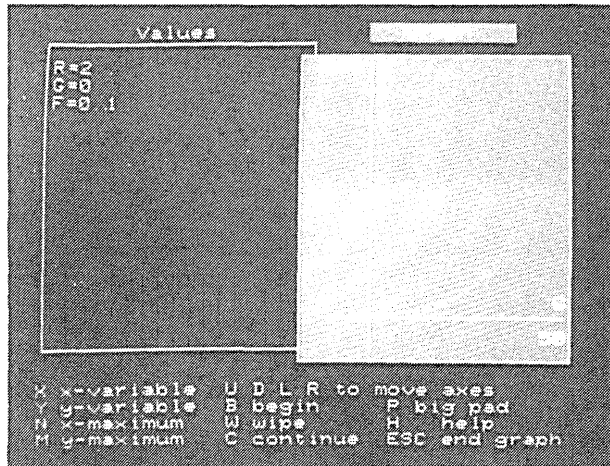 Values
R=2
G=0
F=0.1
X x-variable U D L R to move axes
Y y-variable B begin P big pad
N x-maximum W wipe H help
M y-maximum C continue ESC end graph